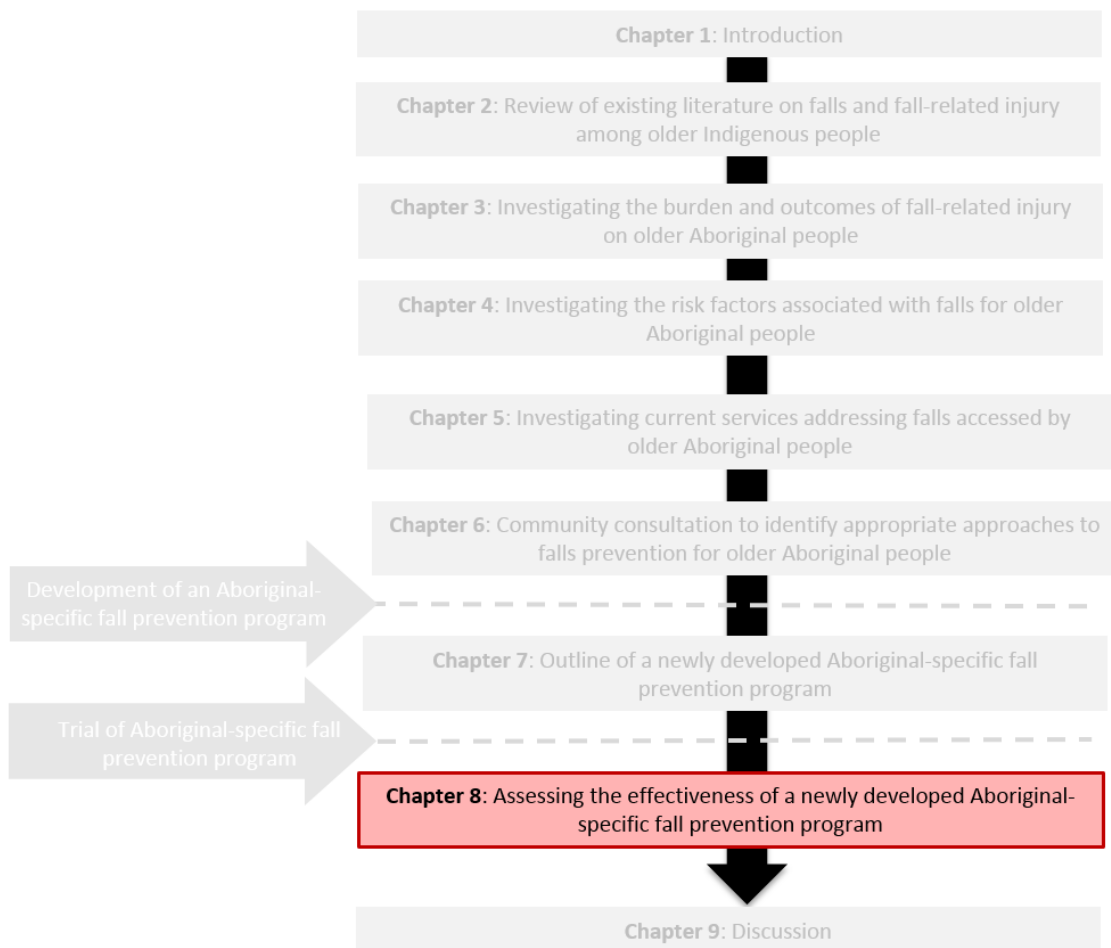 Chapter 1: Introduction
Chapter 2: Review of existing literature on falls and fall-related injury
among older Indigenous people
Chapter 3: Investigating the burden and outcomes of fall-related injury
on older Aboriginal people
Chapter 4: Investigating the risk factors associated with falls for older
Aboriginal people
Chapter 5: Investigating current services addressing falls accessed by
older Aboriginal people
Chapter 6: Community consultation to identify appropriate approaches to
falls prevention for older Aboriginal people
Development of an Aboriginal-
specific fall prevention program
Chapter 7: Outline of a newly developed Aboriginal-specific fall
prevention program
Trial of Aboriginal-specific fall
prevention program
Chapter 8: Assessing the effectiveness of a newly developed Aboriginal-
specific fall prevention program
Chapter 9: Discussion